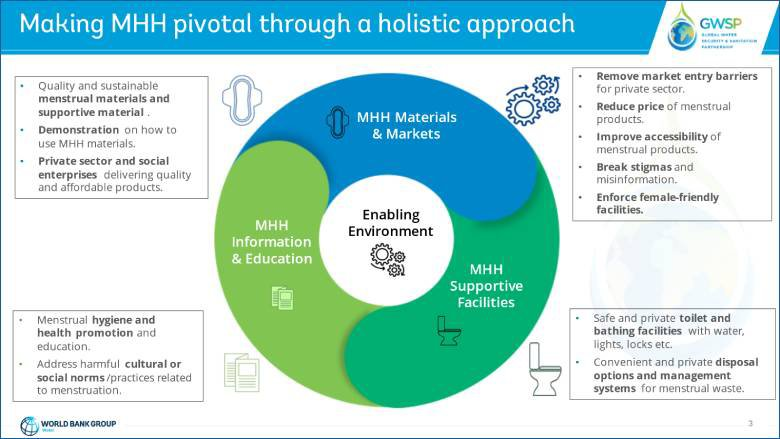 Making MHH pivotal through a holistic approach
GWSP
GLOBAL WATER
SECURITY & SANITATION
PARTNERSHIP
• Quality and sustainable
menstrual materials and
supportive material .
• Demonstration on how to
use MHH materials.
• Private sector and social
enterprises delivering quality
and affordable products.
MHH Materials
& Markets
• Remove market entry barriers
for private sector.
• Reduce price of menstrual
products.
• Improve accessibility of
menstrual products.
• Break stigmas and
misinformation.
• Enforce female-friendly
facilities.
MHH
Information
& Education
Enabling
Environment
MHH
Supportive
Facilities
• Menstrual hygiene and
health promotion and
education.
• Address harmful cultural or
social norms /practices related
to menstruation.
• Safe and private toilet and
bathing facilities with water,
lights, locks etc.
• Convenient and private disposal
options and management
systems for menstrual waste.
WORLD BANK GROUP
Water
3